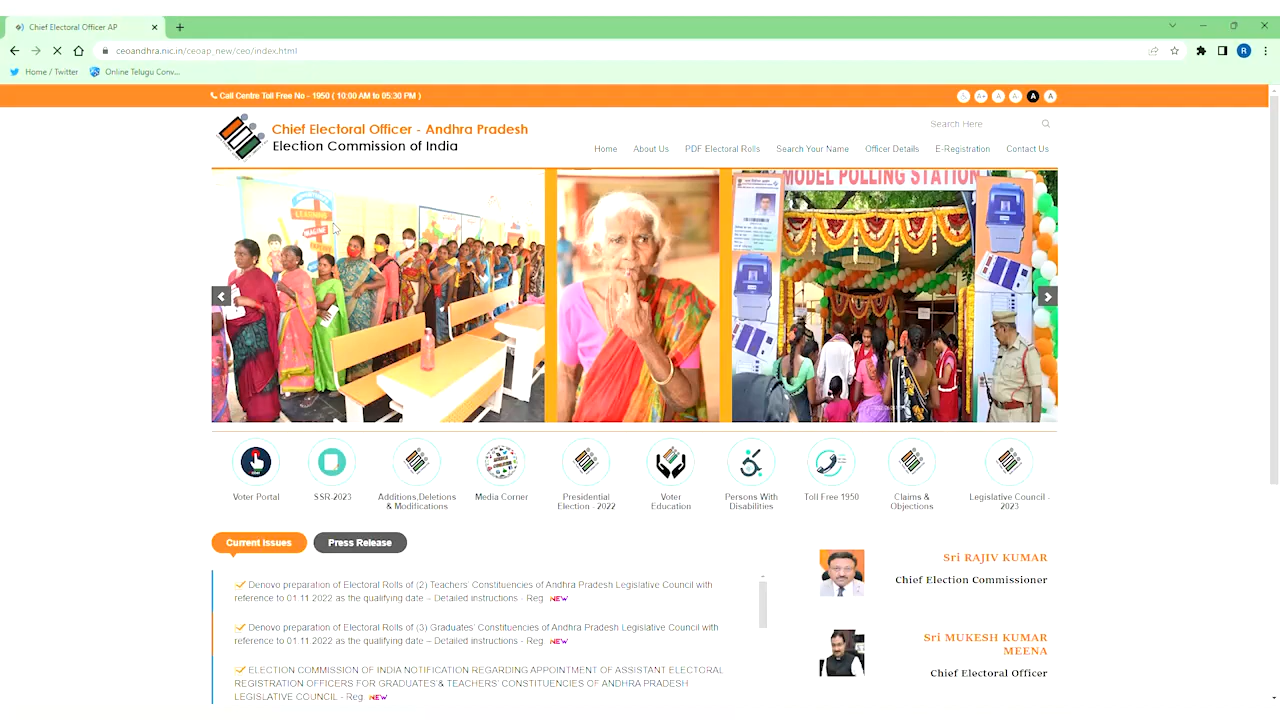 Chief Electoral Officer AP
ceoandhra.nic.in/ceoap_new/ceo/index.html
R
Home / Twitter
Online Telugu Conv...
Call Centre Toll Free No - 1950 ( 10:00 AM to 05:30 PM )
A+ A A A
Chief Electoral Officer - Andhra Pradesh
Election Commission of India
Search Here
Home About Us PDF Electoral Rolls Search Your Name Officer Details E-Registration Contact Us
MODEL POLLING STATION
LEARNING
IMAGINE
Voter Portal
SSR-2023
Additions,Deletions
& Modifications
Media Corner
Presidential
Election - 2022
Voter
Education
Persons With
Disabilities
Toll Free 1950
Claims &
Objections
Legislative Council -
2023
Current Issues
Press Release
Denovo preparation of Electoral Rolls of (2) Teachers' Constituencies of Andhra Pradesh Legislative Council with
reference to 01.11.2022 as the qualifying date – Detailed instructions - Reg. NEW
Denovo preparation of Electoral Rolls of (3) Graduates' Constituencies of Andhra Pradesh Legislative Council with
reference to 01.11.2022 as the qualifying date – Detailed instructions - Reg. NEW
ELECTION COMMISSION OF INDIA NOTIFICATION REGARDING APPOINTMENT OF ASSISTANT ELECTORAL
REGISTRATION OFFICERS FOR GRADUATES & TEACHERS' CONSTITUENCIES OF ANDHRA PRADESH
LEGISLATIVE COUNCIL - Reg. NEW
Sri RAJIV KUMAR
Chief Election Commissioner
Sri MUKESH KUMAR
MEENA
Chief Electoral Officer